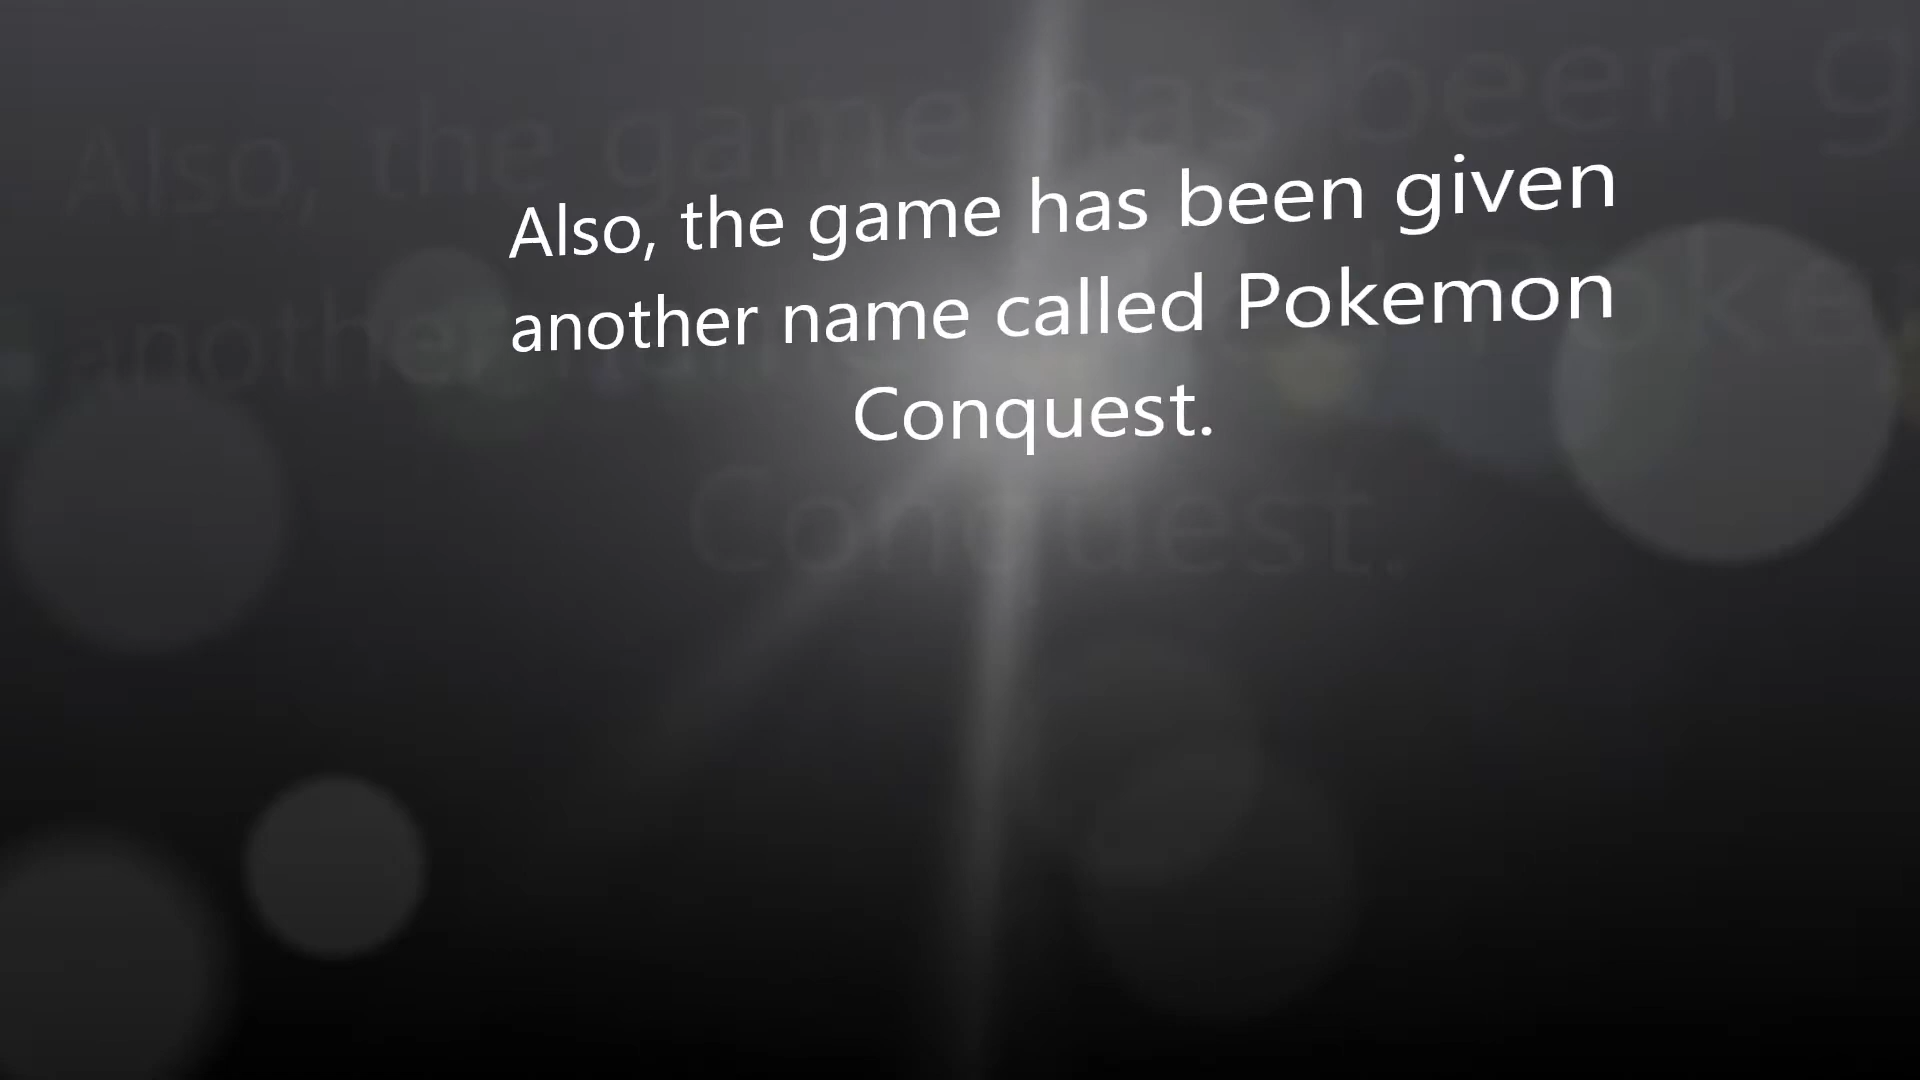 Also, the game has been given
another name called Pokemon
Conquest.